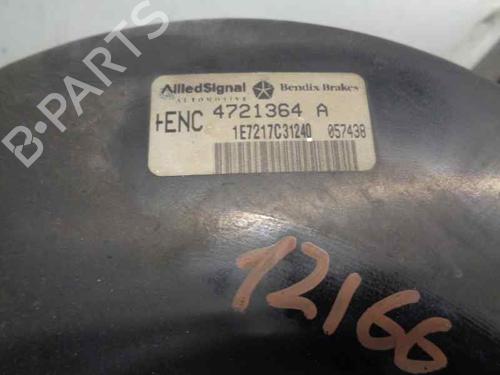 AlliedSignal Bendix Brakes
AUTOMOTIVE
+ENC 4721364 A
1E7217C3124D 057438
12166
B-PARTS